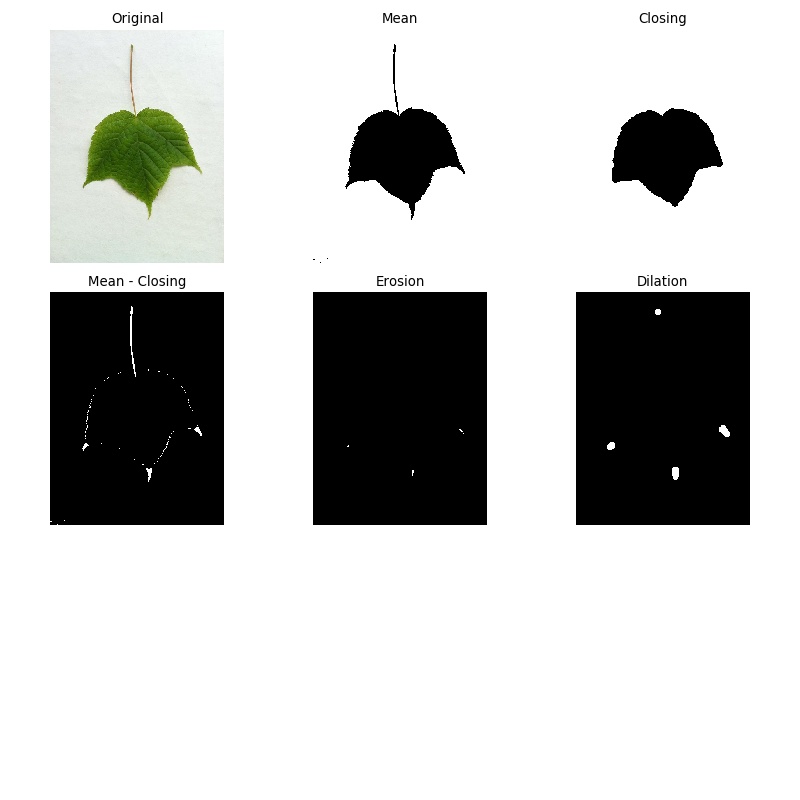 Original
Mean
Closing
Mean - Closing
Erosion
Dilation